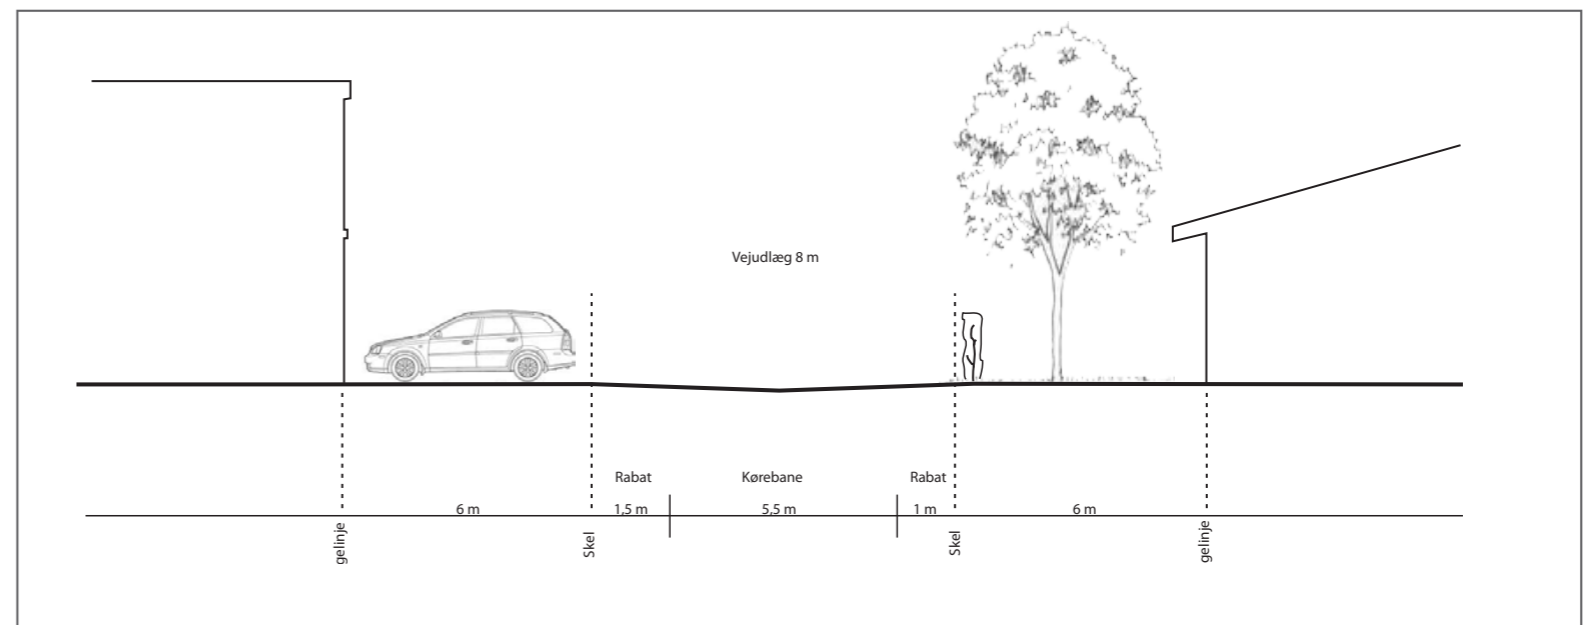 Vejudlæg 8 m
Rabat Kørebane Rabat
6 m 1,5 m 5,5 m 1 m 6 m
gelinje Skel Skel gelinje